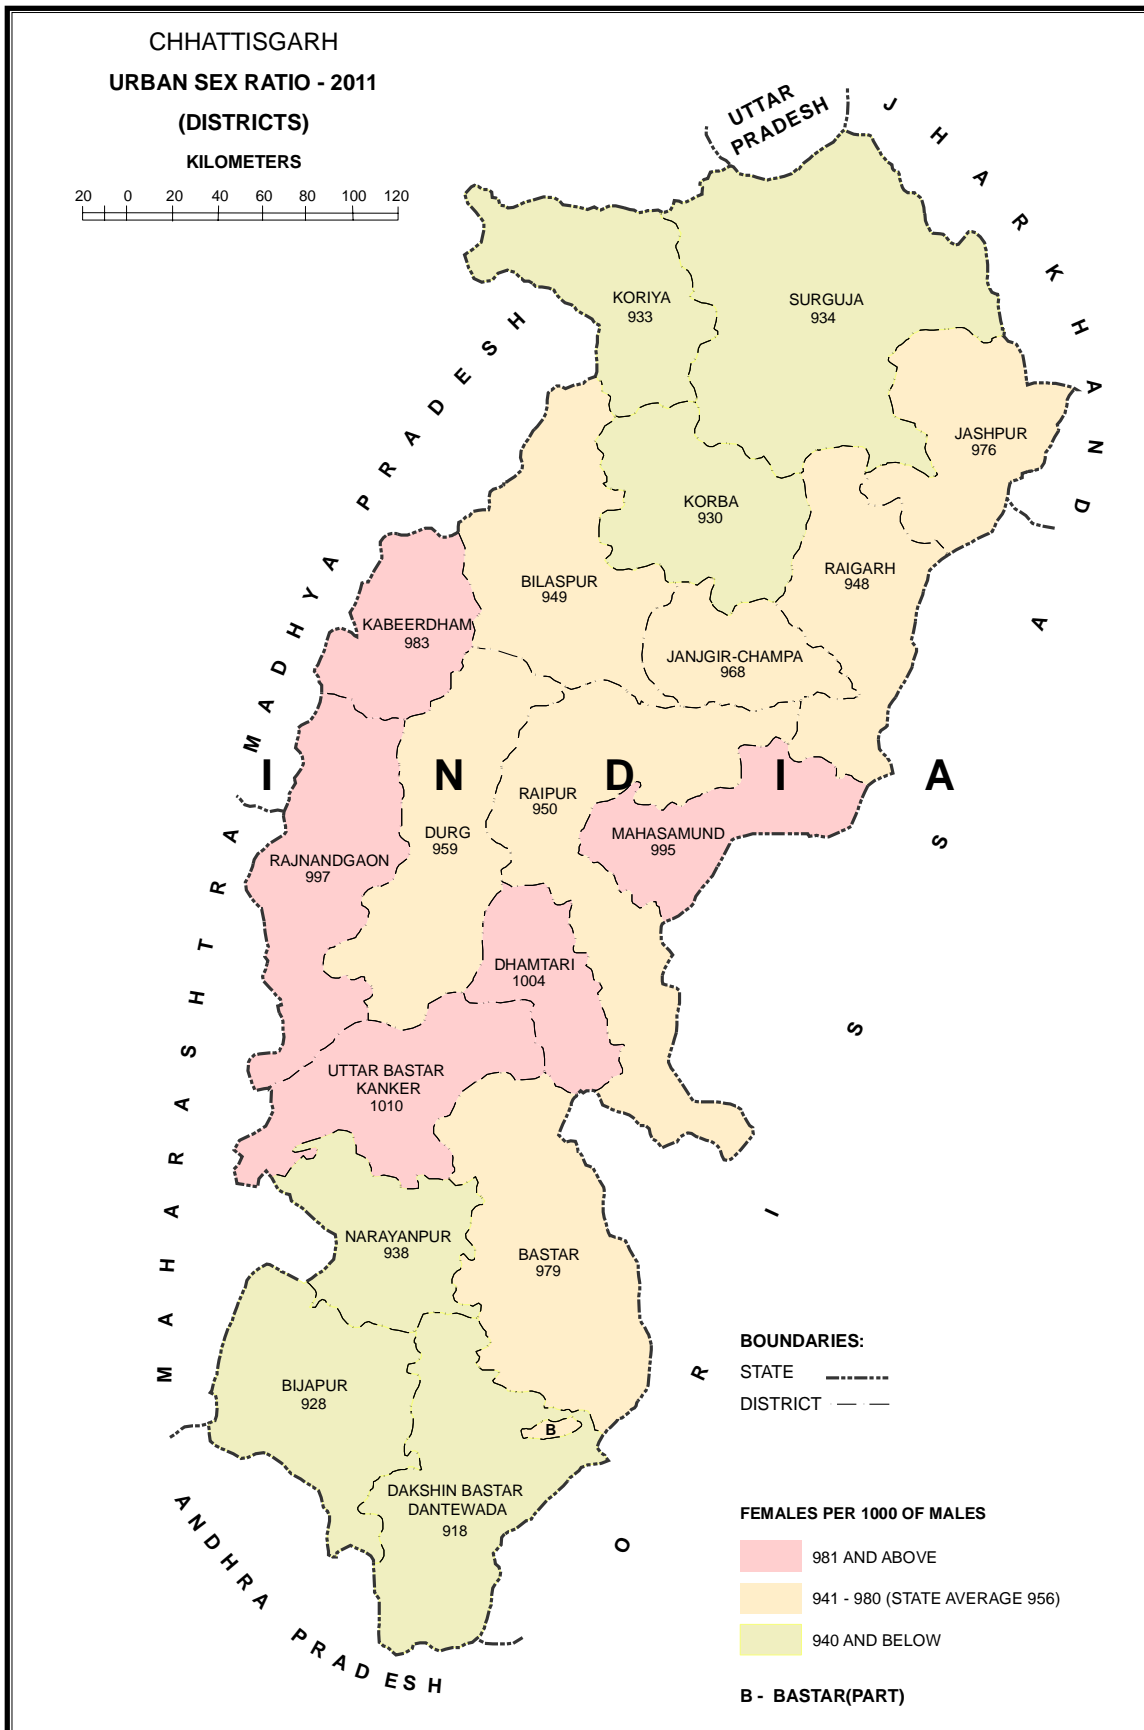 CHHATTISGARH
URBAN SEX RATIO - 2011
(DISTRICTS)
KILOMETERS
20 0 20 40 60 80 100 120
UTTAR
PRADESH
JHARKHAND
MADHYA PRADESH
KORIYA
933
SURGUJA
934
JASHPUR
976
KORBA
930
RAIGARH
948
BILASPUR
949
KABEERDHAM
983
JANJGIR-CHAMPA
968
INDIA
RAIPUR
950
DURG
959
MAHASAMUND
995
RAJNANDGAON
997
DHAMTARI
1004
UTTAR BASTAR
KANKER
1010
NARAYANPUR
938
BASTAR
979
BIJAPUR
928
B
DAKSHIN BASTAR
DANTEWADA
918
MAHARASHTRA
ORISSA
ANDHRA PRADESH
BOUNDARIES:
STATE
DISTRICT
FEMALES PER 1000 OF MALES
981 AND ABOVE
941 - 980 (STATE AVERAGE 956)
940 AND BELOW
B - BASTAR(PART)